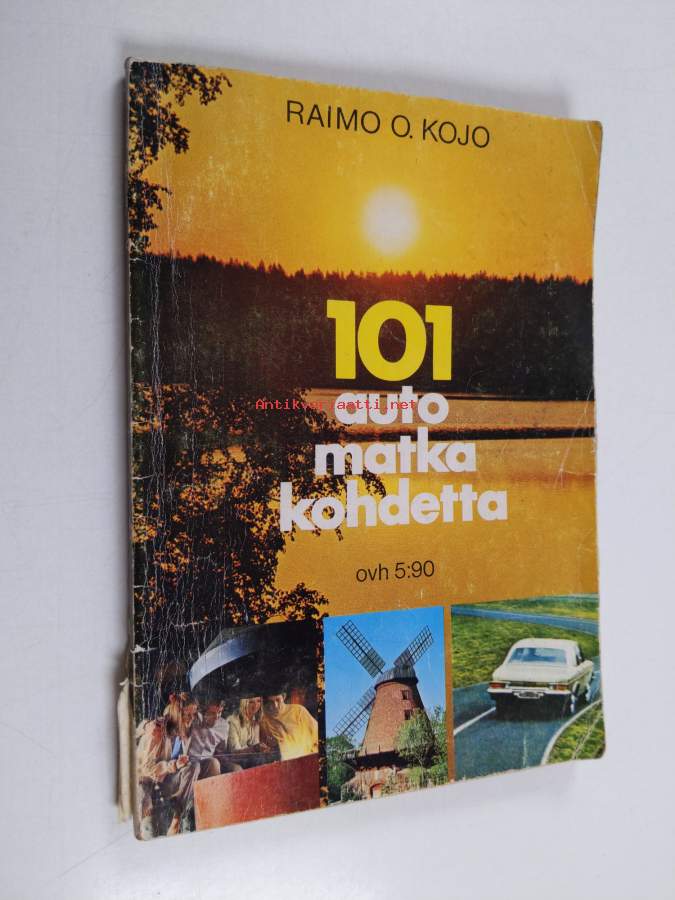 RAIMO O. KOJO
101
Antikvariaatti.net
auto
matka
kohdetta
ovh 5:90